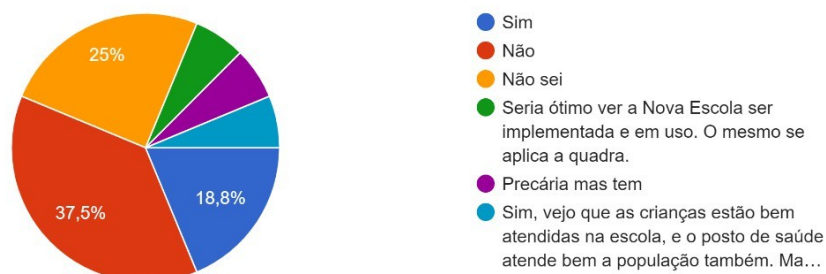 25%
37,5%
18,8%
Sim
Não
Não sei
Seria ótimo ver a Nova Escola ser
implementada e em uso. O mesmo se
aplica a quadra.
Precária mas tem
Sim, vejo que as crianças estão bem
atendidas na escola, e o posto de saúde
atende bem a população também. Ma…